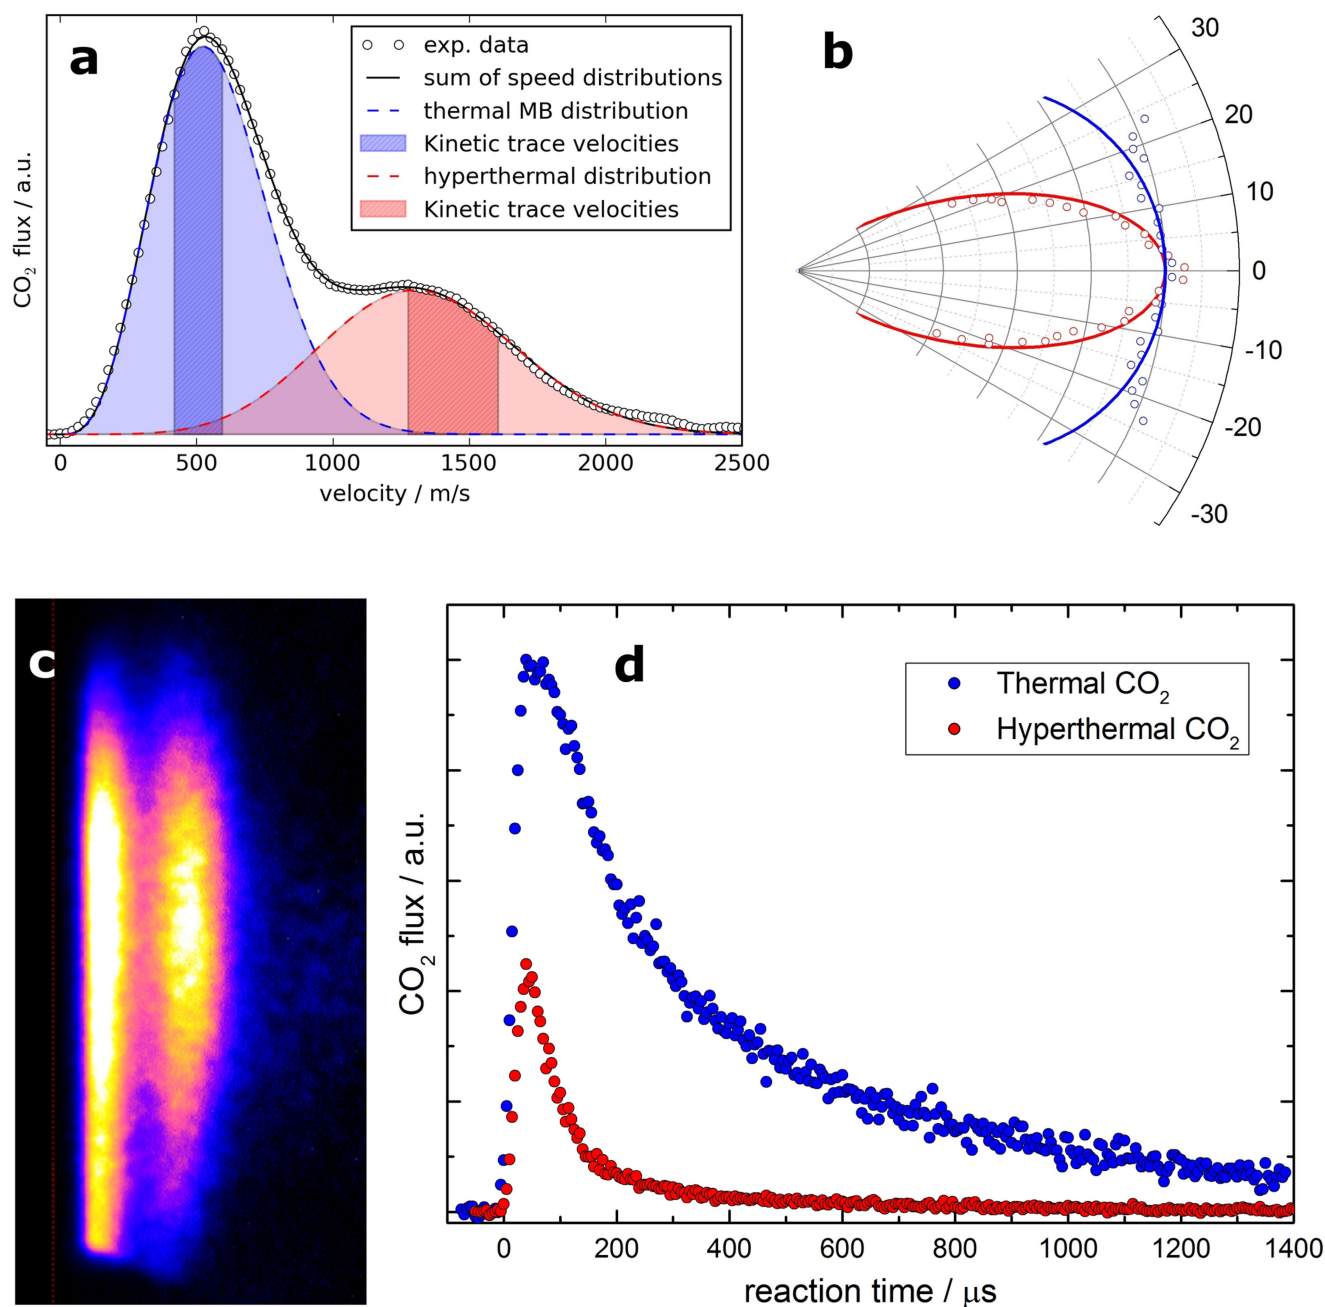 a
exp. data
sum of speed distributions
thermal MB distribution
Kinetic trace velocities
hyperthermal distribution
Kinetic trace velocities
CO₂ flux / a.u.
0 500 1000 1500 2000 2500
velocity / m/s
b
30
20
10
0
-10
-20
-30
c
d
Thermal CO₂
Hyperthermal CO₂
CO₂ flux / a.u.
0 200 400 600 800 1000 1200 1400
reaction time / μs